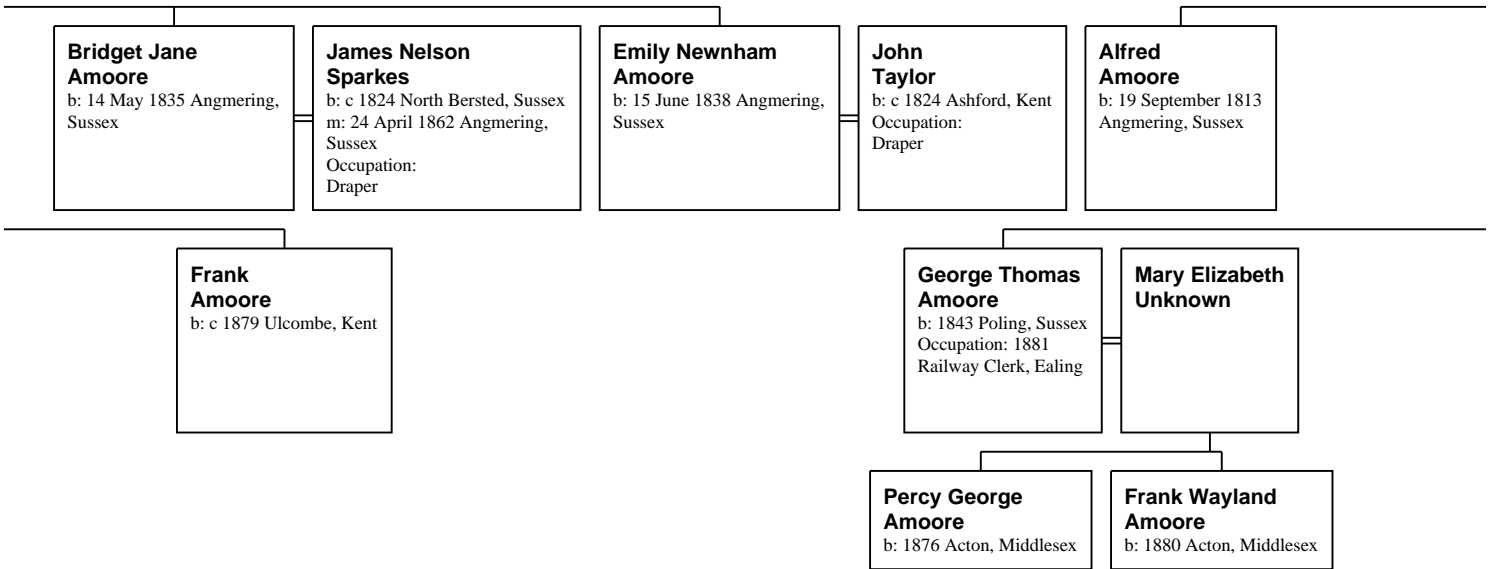 Bridget Jane
Amoore
b: 14 May 1835 Angmering,
Sussex
James Nelson
Sparkes
b: c 1824 North Bersted, Sussex
m: 24 April 1862 Angmering,
Sussex
Occupation:
Draper
Emily Newnham
Amoore
b: 15 June 1838 Angmering,
Sussex
John
Taylor
b: c 1824 Ashford, Kent
Occupation:
Draper
Alfred
Amoore
b: 19 September 1813
Angmering, Sussex
Frank
Amoore
b: c 1879 Ulcombe, Kent
George Thomas
Amoore
b: 1843 Poling, Sussex
Occupation: 1881
Railway Clerk, Ealing
Mary Elizabeth
Unknown
Percy George
Amoore
b: 1876 Acton, Middlesex
Frank Wayland
Amoore
b: 1880 Acton, Middlesex